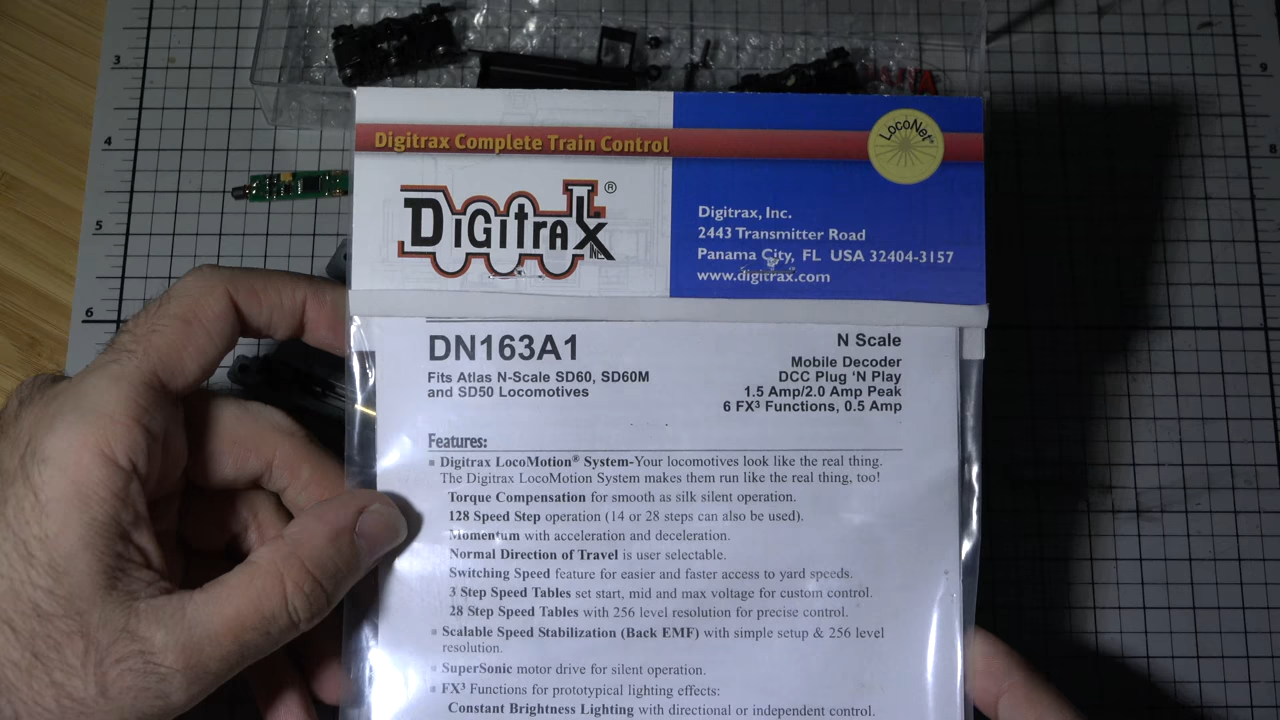 3
9
4
5
6
Digitrax Complete Train Control
LocoNet®
DIGITRAX INC ®
Digitrax, Inc.
2443 Transmitter Road
Panama City, FL USA 32404-3157
www.digitrax.com
DN163A1
Fits Atlas N-Scale SD60, SD60M
and SD50 Locomotives
N Scale
Mobile Decoder
DCC Plug 'N Play
1.5 Amp/2.0 Amp Peak
6 FX³ Functions, 0.5 Amp
Features:
Digitrax LocoMotion® System-Your locomotives look like the real thing.
The Digitrax LocoMotion System makes them run like the real thing, too!
Torque Compensation for smooth as silk silent operation.
128 Speed Step operation (14 or 28 steps can also be used).
Momentum with acceleration and deceleration.
Normal Direction of Travel is user selectable.
Switching Speed feature for easier and faster access to yard speeds.
3 Step Speed Tables set start, mid and max voltage for custom control.
28 Step Speed Tables with 256 level resolution for precise control.
Scalable Speed Stabilization (Back EMF) with simple setup & 256 level
resolution.
SuperSonic motor drive for silent operation.
FX³ Functions for prototypical lighting effects:
Constant Brightness Lighting with directional or independent control.